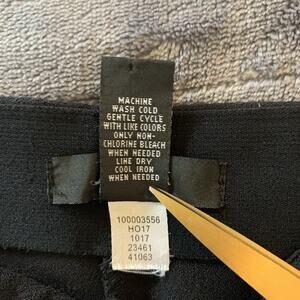 MACHINE
WASH COLD
GENTLE CYCLE
WITH LIKE COLORS
ONLY NON-
CHLORINE BLEACH
WHEN NEEDED
LINE DRY
COOL IRON
WHEN NEEDED
100003556
HO17
1017
23461
41063